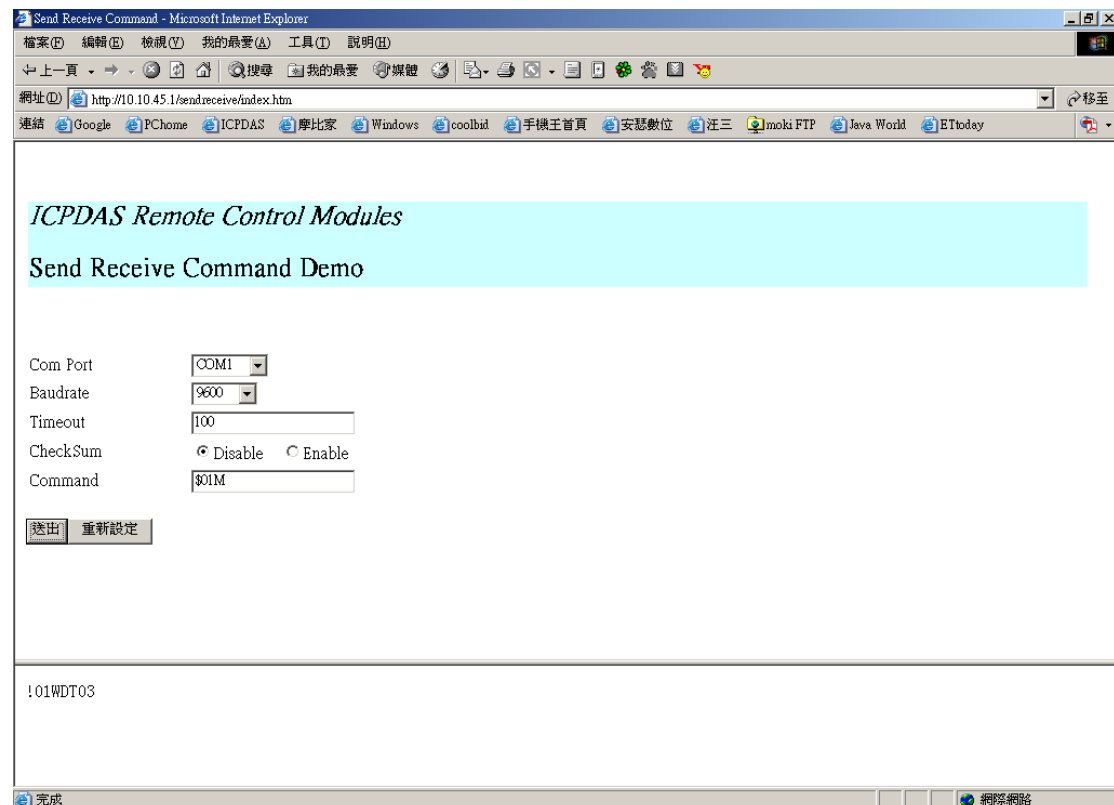 Send Receive Command - Microsoft Internet Explorer
檔案(F) 編輯(E) 檢視(V) 我的最愛(A) 工具(T) 說明(H)
上一頁 搜尋 我的最愛 媒體
網址(D) http://10.10.45.1/sendreceive/index.htm 移至
連結 Google PChome ICPDAS 摩比家 Windows coolbid 手機王首頁 安瑟數位 汪三 moki FTP Java World ETtoday
ICPDAS Remote Control Modules
Send Receive Command Demo
Com Port COM1
Baudrate 9600
Timeout 100
CheckSum Disable Enable
Command $01M
送出 重新設定
!01WDT03
完成 網際網路